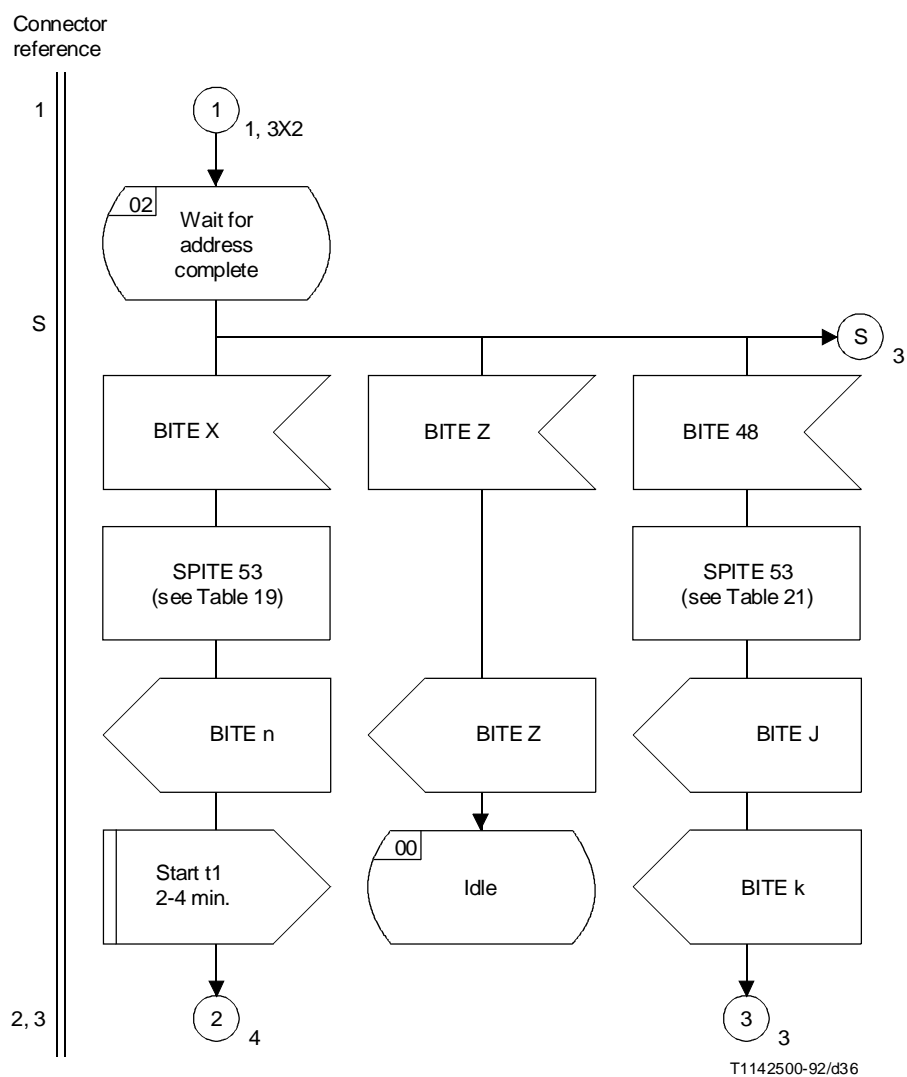 Connector
reference
1
1
1, 3X2
02
Wait for
address
complete
S
S
3
BITE X
BITE Z
BITE 48
SPITE 53
(see Table 19)
SPITE 53
(see Table 21)
BITE n
BITE Z
BITE J
Start t1
2-4 min.
00
Idle
BITE k
2, 3
2
4
3
3
T1142500-92/d36